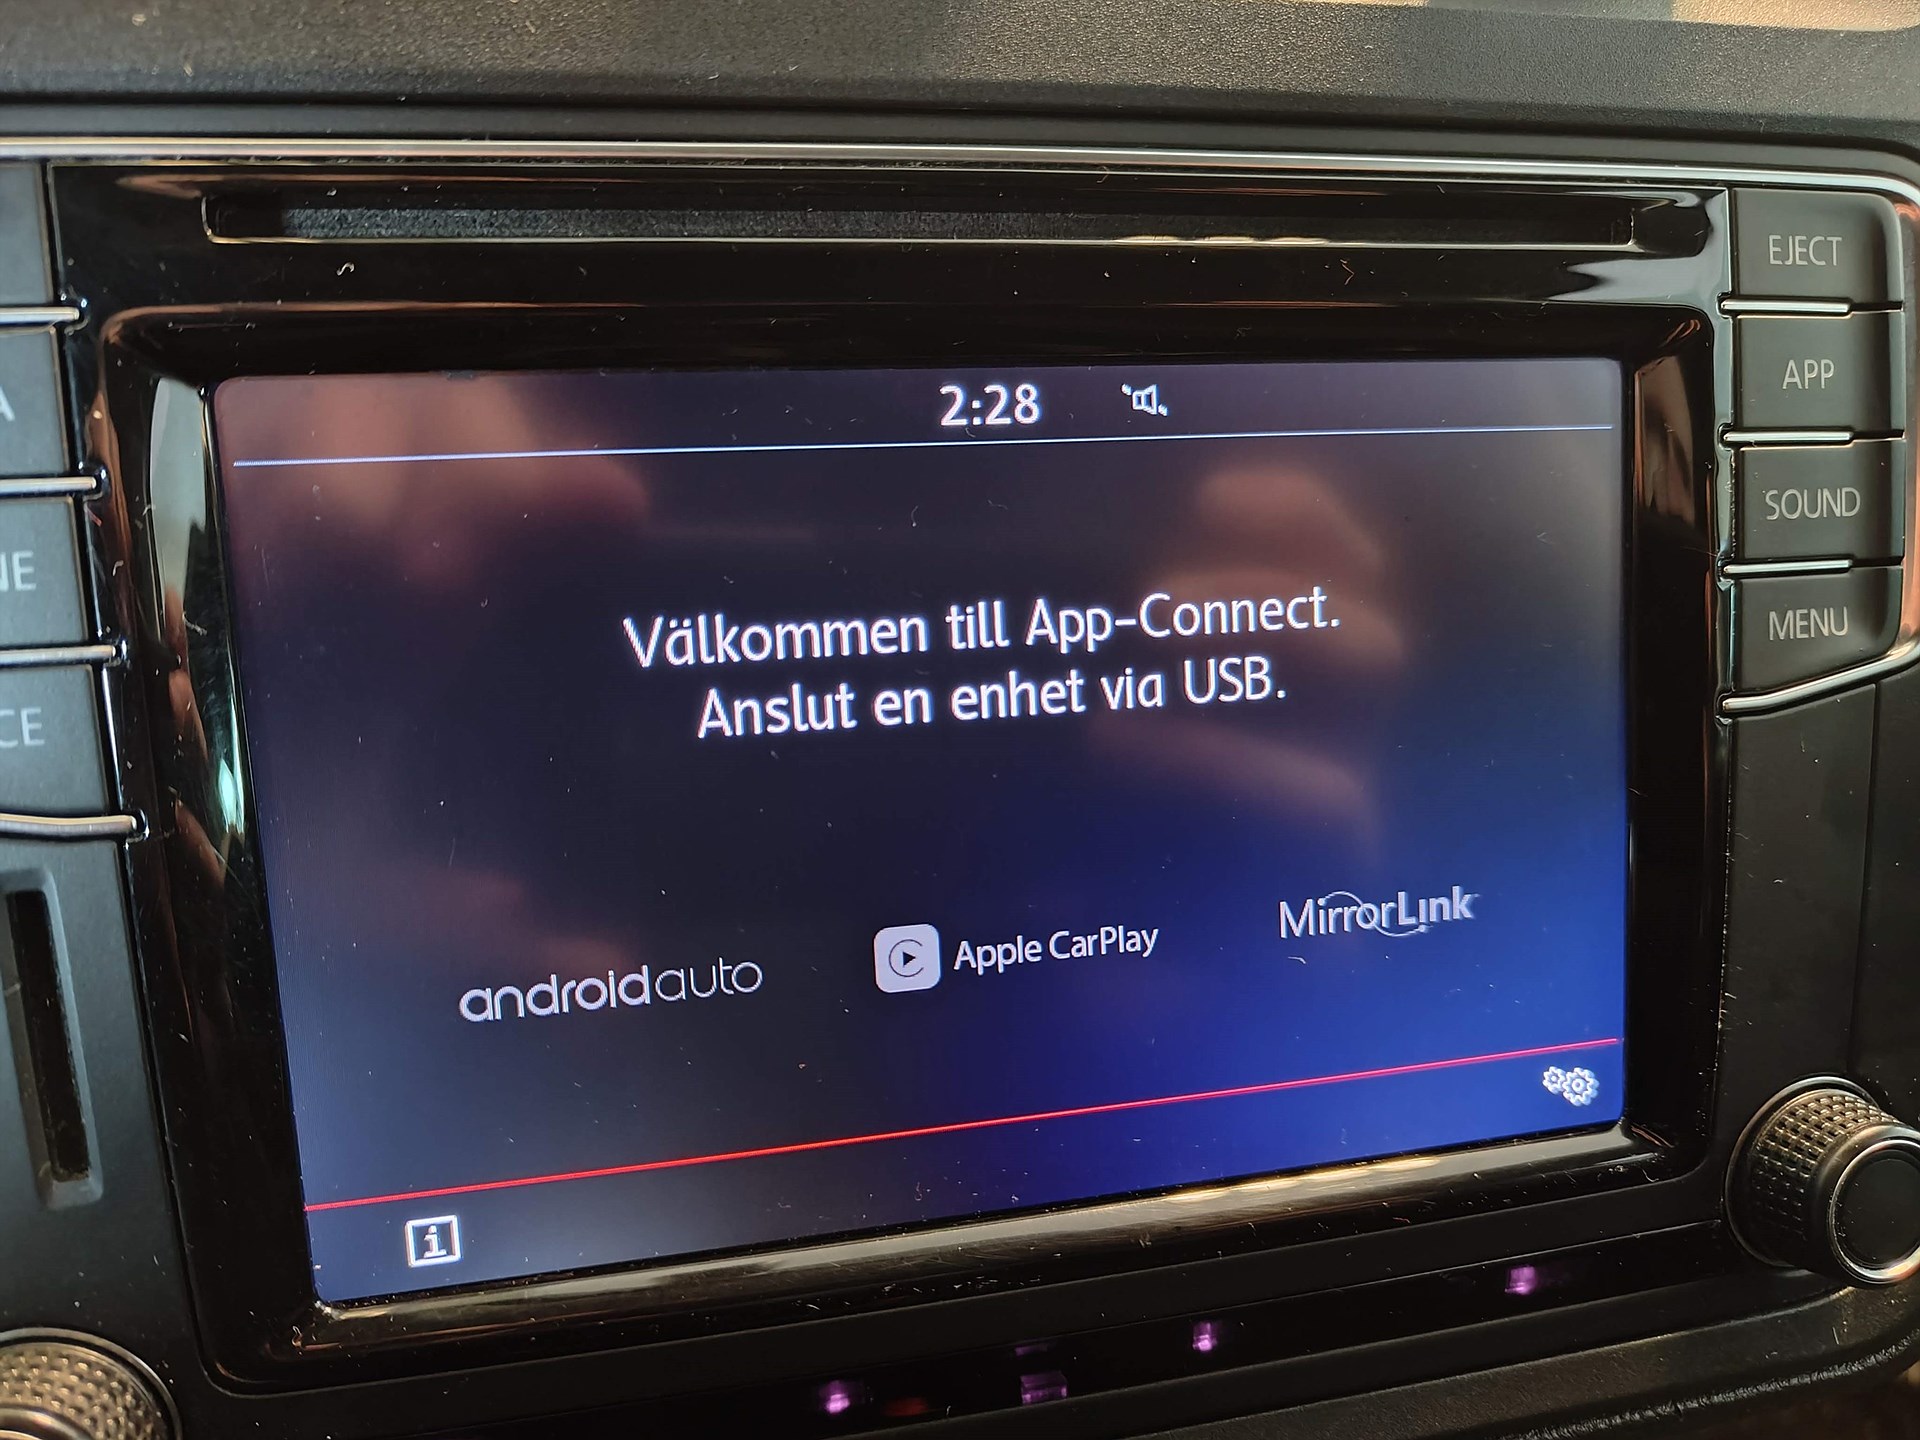 EJECT
2:28
APP
SOUND
Välkommen till App-Connect.
MENU
Anslut en enhet via USB.
androidauto
Apple CarPlay
MirrorLink
i